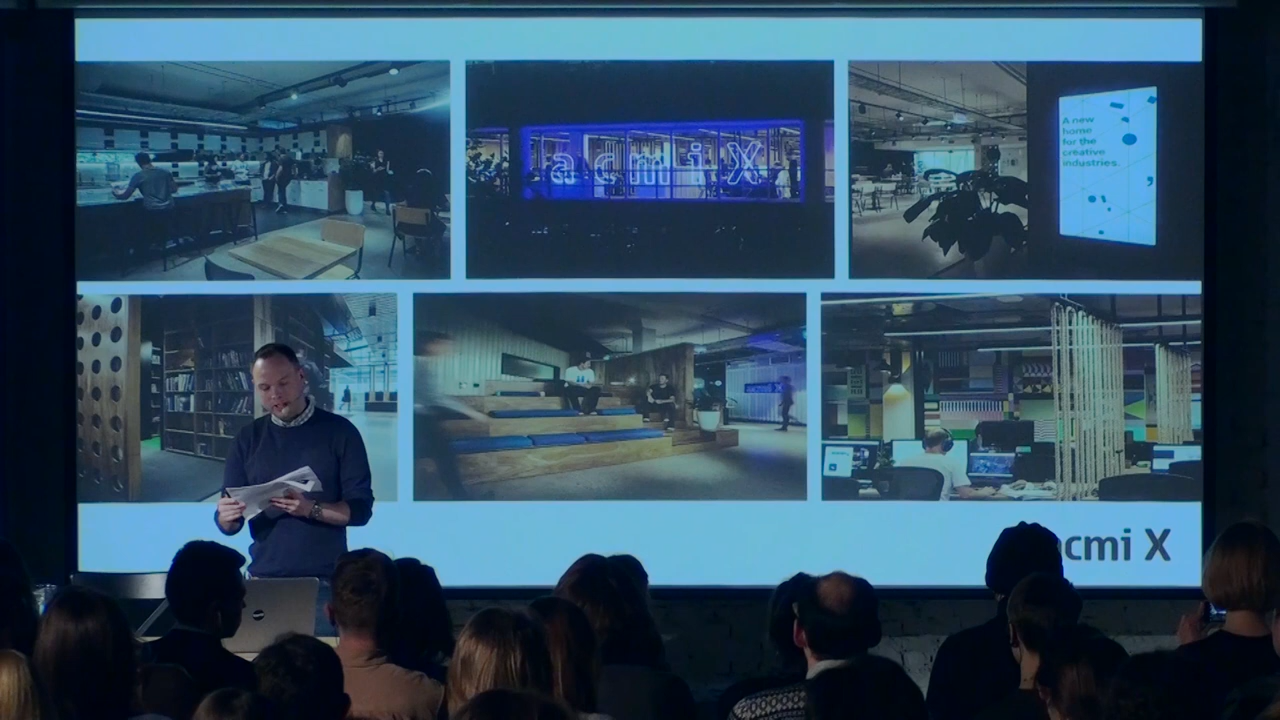 acmi X
A new
home
for the
creative
industries.
acmi X